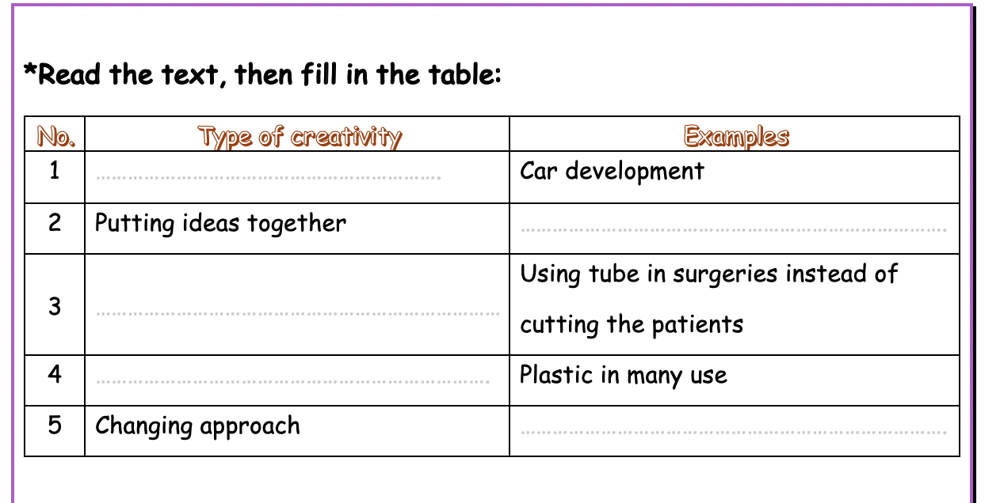 *Read the text, then fill in the table:
No. Type of creativity Examples
1 ...................................................... Car development
2 Putting ideas together ..................................................................
3 ............................................................... Using tube in surgeries instead of
cutting the patients
4 ............................................................. Plastic in many use
5 Changing approach ..................................................................